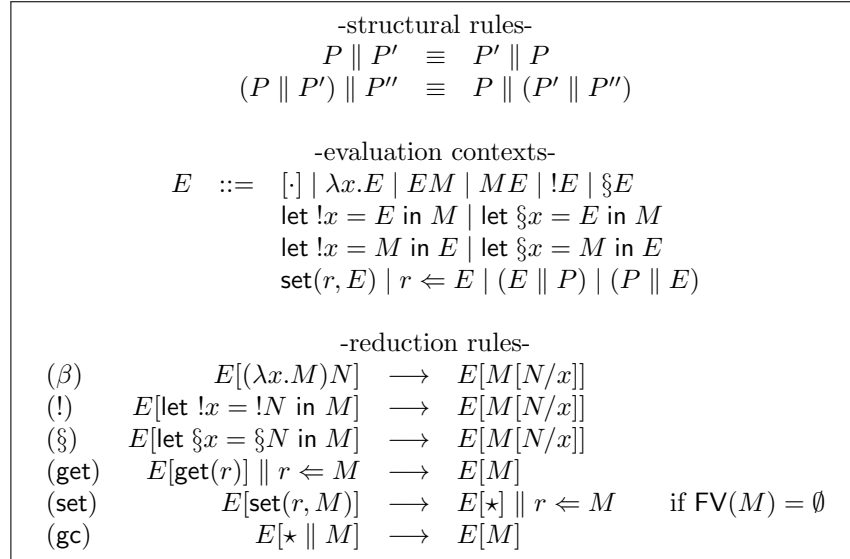 -structural rules-
P ∥ P′ ≡ P′ ∥ P
(P ∥ P′) ∥ P″ ≡ P ∥ (P′ ∥ P″)
-evaluation contexts-
E ::= [·] | λx.E | EM | ME | !E | §E
let !x = E in M | let §x = E in M
let !x = M in E | let §x = M in E
set(r, E) | r ⇐ E | (E ∥ P) | (P ∥ E)
-reduction rules-
(β) E[(λx.M)N] ⟶ E[M[N/x]]
(!) E[let !x = !N in M] ⟶ E[M[N/x]]
(§) E[let §x = §N in M] ⟶ E[M[N/x]]
(get) E[get(r)] ∥ r ⇐ M ⟶ E[M]
(set) E[set(r, M)] ⟶ E[⋆] ∥ r ⇐ M if FV(M) = ∅
(gc) E[⋆ ∥ M] ⟶ E[M]